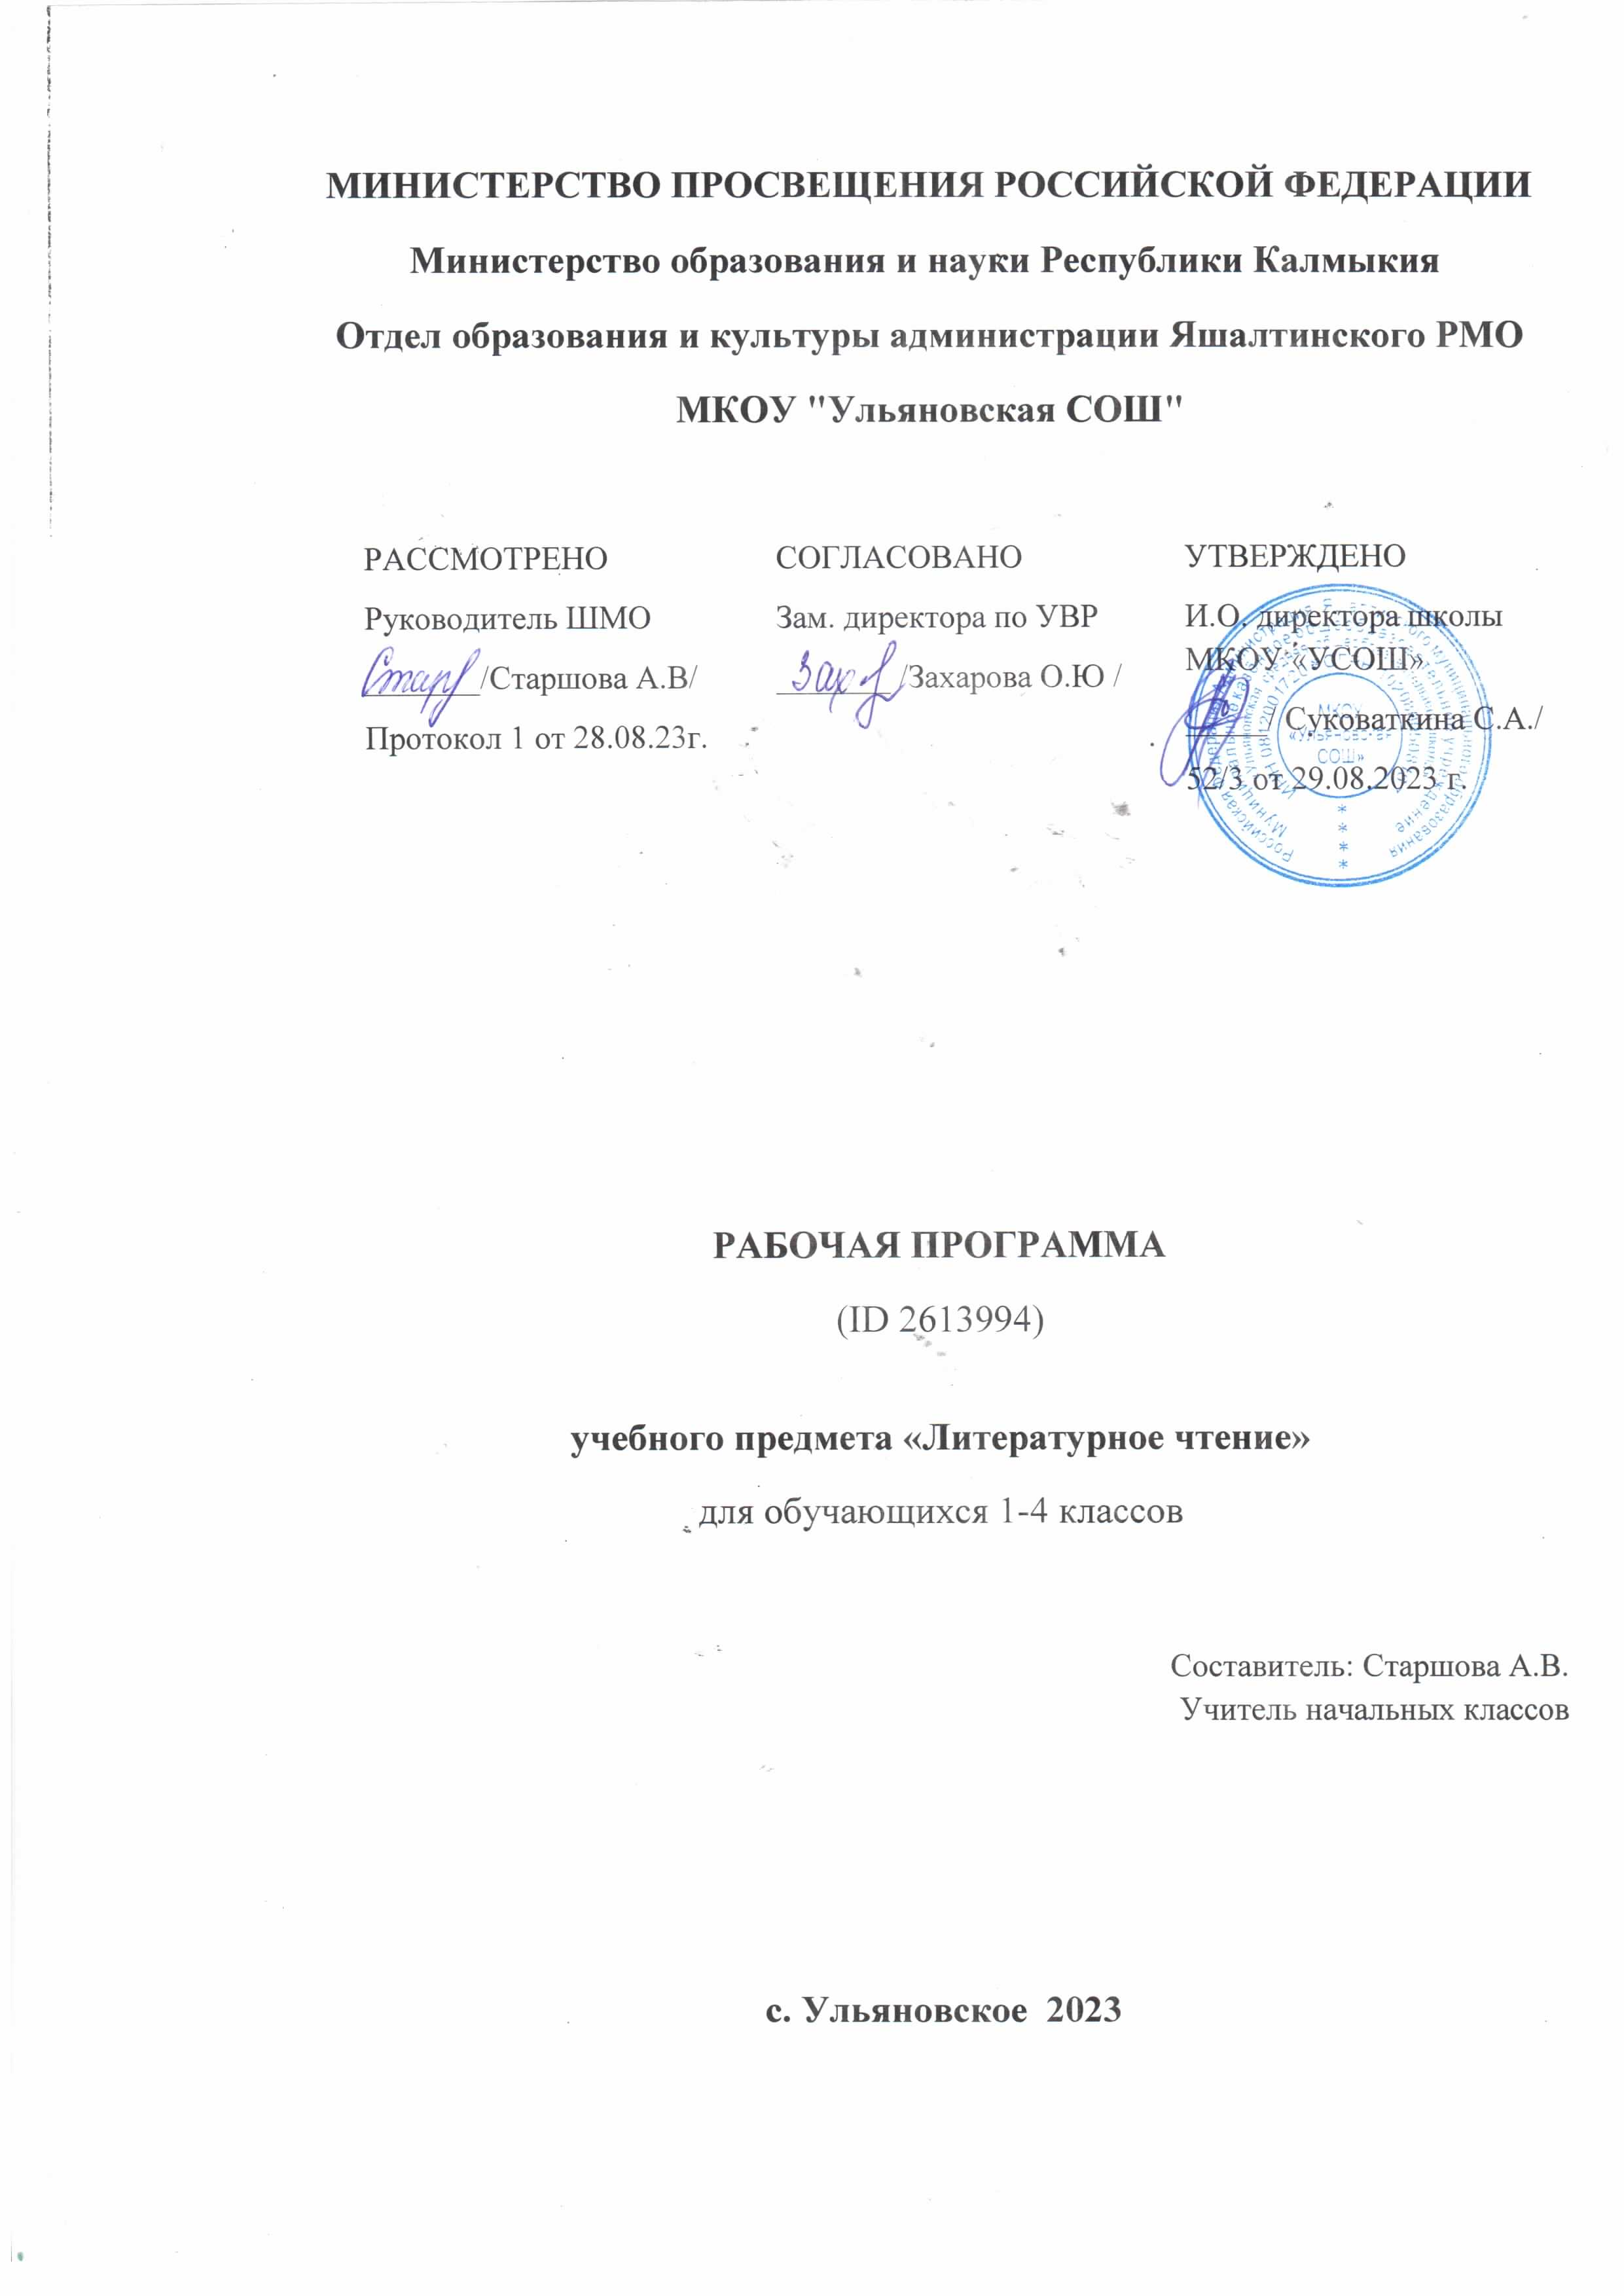 МИНИСТЕРСТВО ПРОСВЕЩЕНИЯ РОССИЙСКОЙ ФЕДЕРАЦИИ
Министерство образования и науки Республики Калмыкия
Отдел образования и культуры администрации Яшалтинского РМО
МКОУ "Ульяновская СОШ"
РАССМОТРЕНО
Руководитель ШМО
/Старшова А.В/
Протокол 1 от 28.08.23г.
СОГЛАСОВАНО
Зам. директора по УВР
/Захарова О.Ю /
УТВЕРЖДЕНО
И.О. директора школы
МКОУ «УСОШ»
/ Суковаткина С.А./
52/3 от 29.08.2023 г.
МКОУ
СОШ»
РАБОЧАЯ ПРОГРАММА
(ID 2613994)
учебного предмета «Литературное чтение»
для обучающихся 1-4 классов
Составитель: Старшова А.В.
Учитель начальных классов
с. Ульяновское 2023